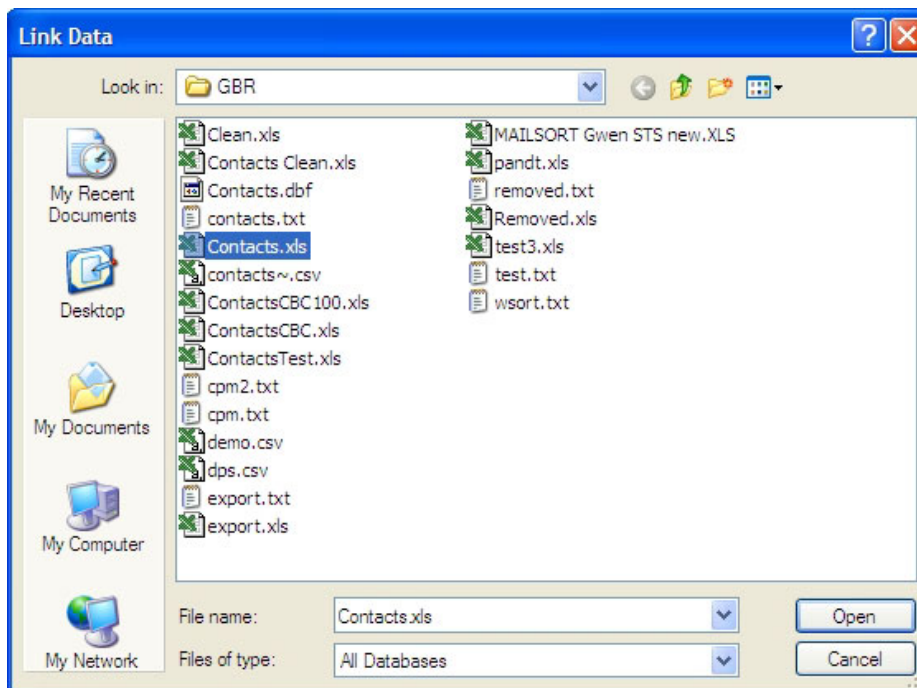 Link Data
Look in:
GBR
My Recent
Documents
Desktop
My Documents
My Computer
My Network
Clean.xls
Contacts Clean.xls
Contacts.dbf
contacts.txt
Contacts.xls
contacts~.csv
ContactsCBC100.xls
ContactsCBC.xls
ContactsTest.xls
cpm2.txt
cpm.txt
demo.csv
dps.csv
export.txt
export.xls
MAILSORT Gwen STS new.XLS
pandt.xls
removed.txt
Removed.xls
test3.xls
test.txt
wsort.txt
File name:
Contacts.xls
Open
Files of type:
All Databases
Cancel